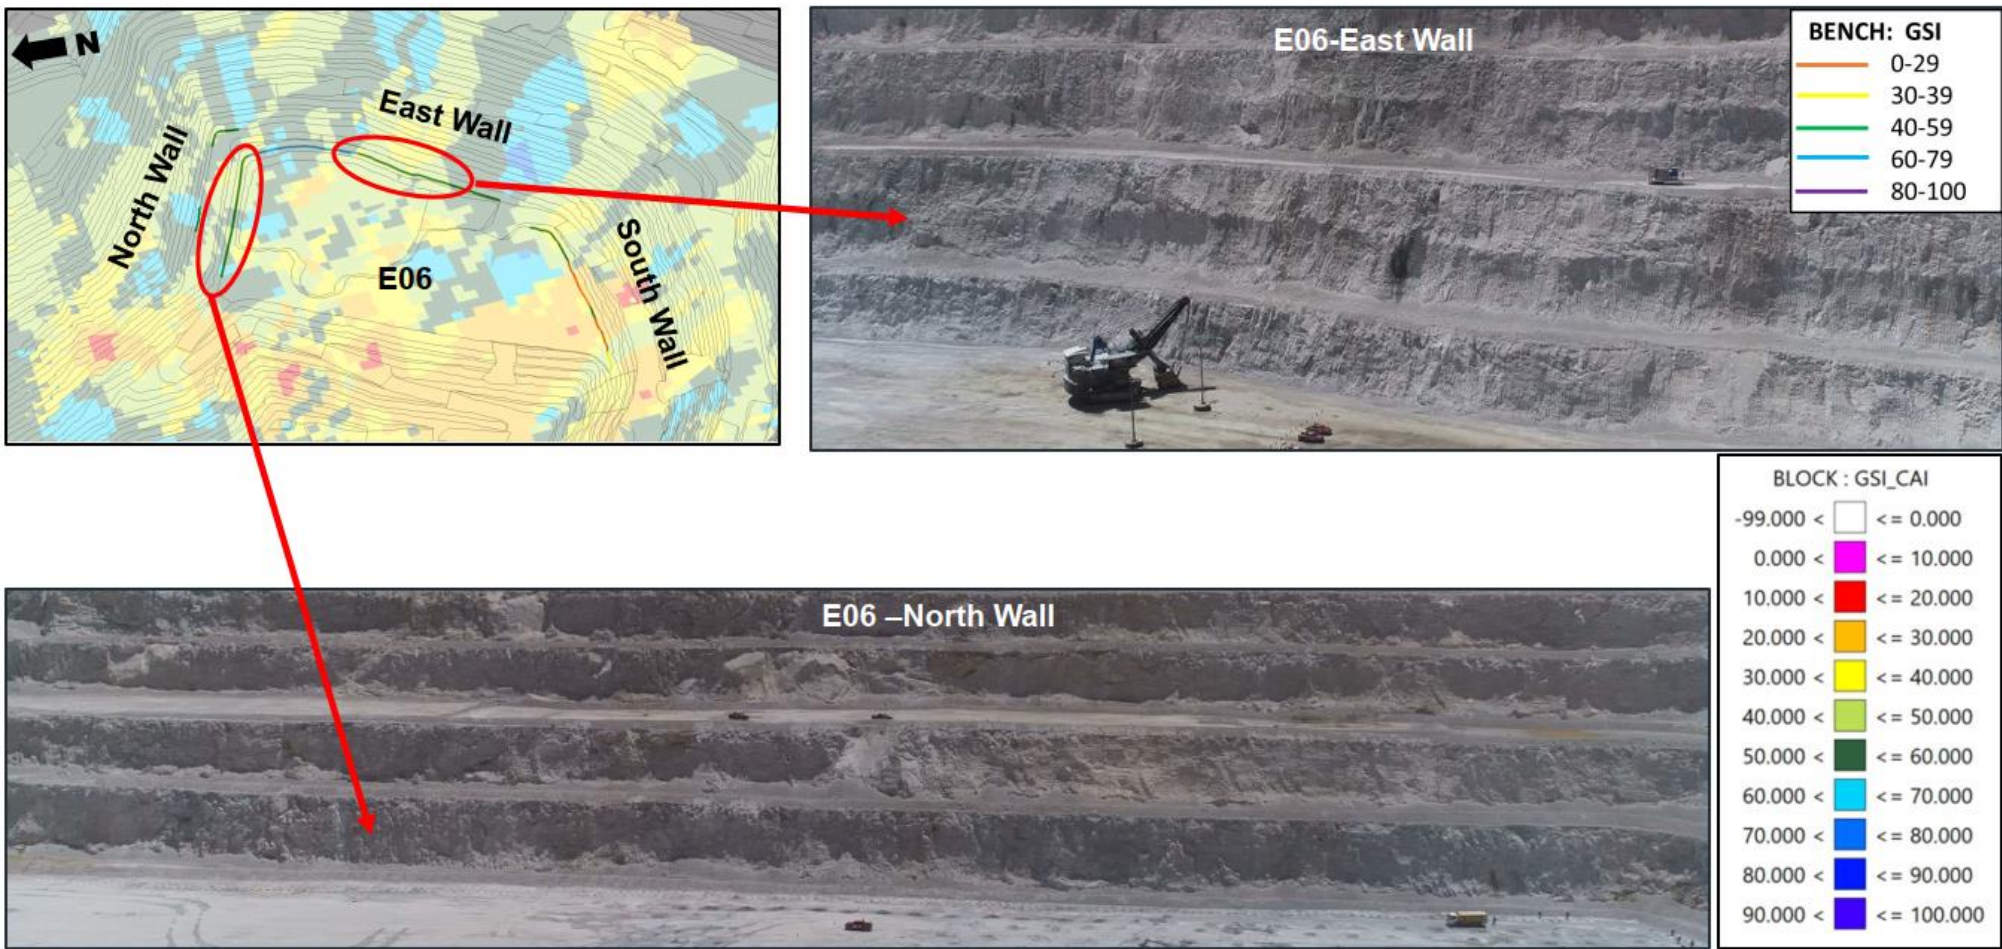 N
East Wall
North Wall
E06
South Wall
E06-East Wall
BENCH: GSI
0-29
30-39
40-59
60-79
80-100
BLOCK : GSI_CAI
-99.000 < <= 0.000
0.000 < <= 10.000
10.000 < <= 20.000
20.000 < <= 30.000
30.000 < <= 40.000
40.000 < <= 50.000
50.000 < <= 60.000
60.000 < <= 70.000
70.000 < <= 80.000
80.000 < <= 90.000
90.000 < <= 100.000
E06 –North Wall